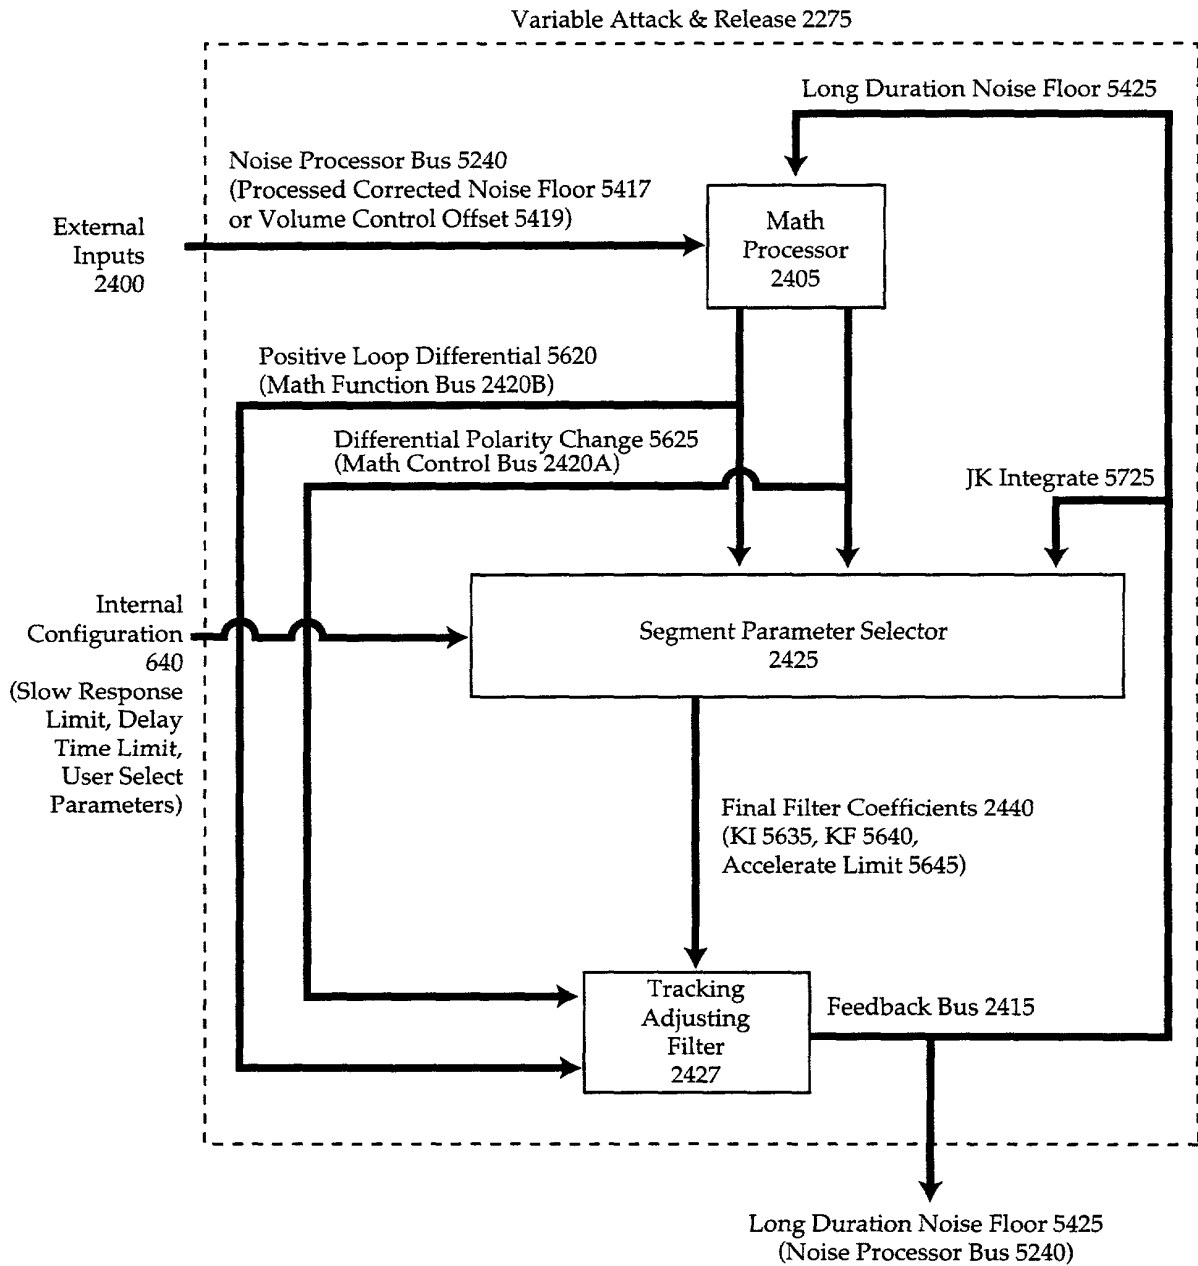 Variable Attack & Release 2275
Long Duration Noise Floor 5425
Noise Processor Bus 5240
(Processed Corrected Noise Floor 5417
or Volume Control Offset 5419)
External
Inputs
2400
Math
Processor
2405
Positive Loop Differential 5620
(Math Function Bus 2420B)
Differential Polarity Change 5625
(Math Control Bus 2420A)
JK Integrate 5725
Internal
Configuration
640
(Slow Response
Limit, Delay
Time Limit,
User Select
Parameters)
Segment Parameter Selector
2425
Final Filter Coefficients 2440
(KI 5635, KF 5640,
Accelerate Limit 5645)
Tracking
Adjusting
Filter
2427
Feedback Bus 2415
Long Duration Noise Floor 5425
(Noise Processor Bus 5240)